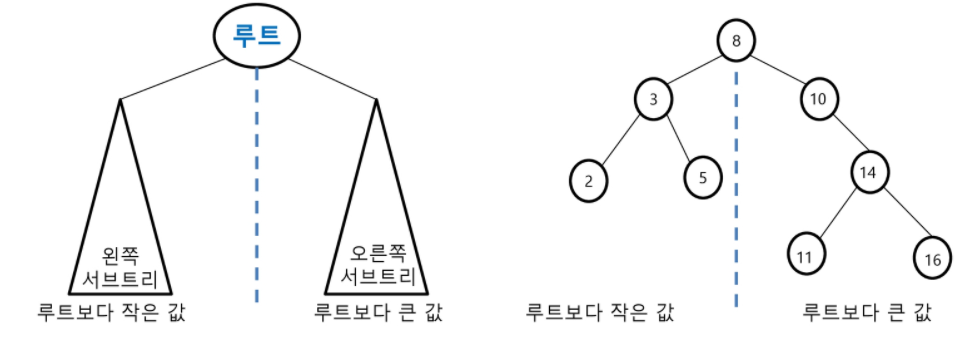 루트
왼쪽
서브트리
루트보다 작은 값
오른쪽
서브트리
루트보다 큰 값
8
3
10
2
5
14
11
16
루트보다 작은 값
루트보다 큰 값